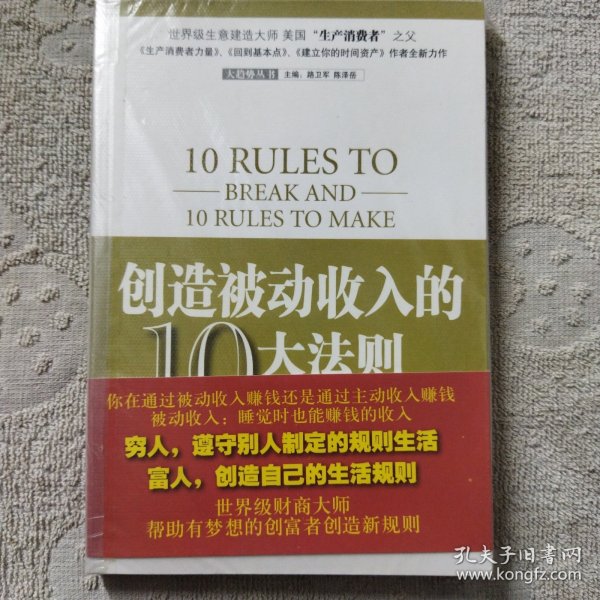 世界级生意建造大师 美国“生产消费者”之父
《生产消费者力量》、《回到基本点》、《建立你的时间资产》作者全新力作
大趋势丛书 主编：路卫军 陈泽岳
10 RULES TO
BREAK AND
10 RULES TO MAKE
创造被动收入的
10大法则
你在通过被动收入赚钱还是通过主动收入赚钱
被动收入：睡觉时也能赚钱的收入
穷人，遵守别人制定的规则生活
富人，创造自己的生活规则
世界级财商大师
帮助有梦想的创富者创造新规则
孔夫子旧书网
www.kongfz.com